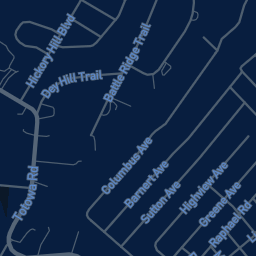 Hickory Hill Blvd
Dey Hill Trail
Battle Ridge Trail
Columbus Ave
Barnert Ave
Sutton Ave
Highview Ave
Greene Ave
Raphael Rd
Totowa Rd